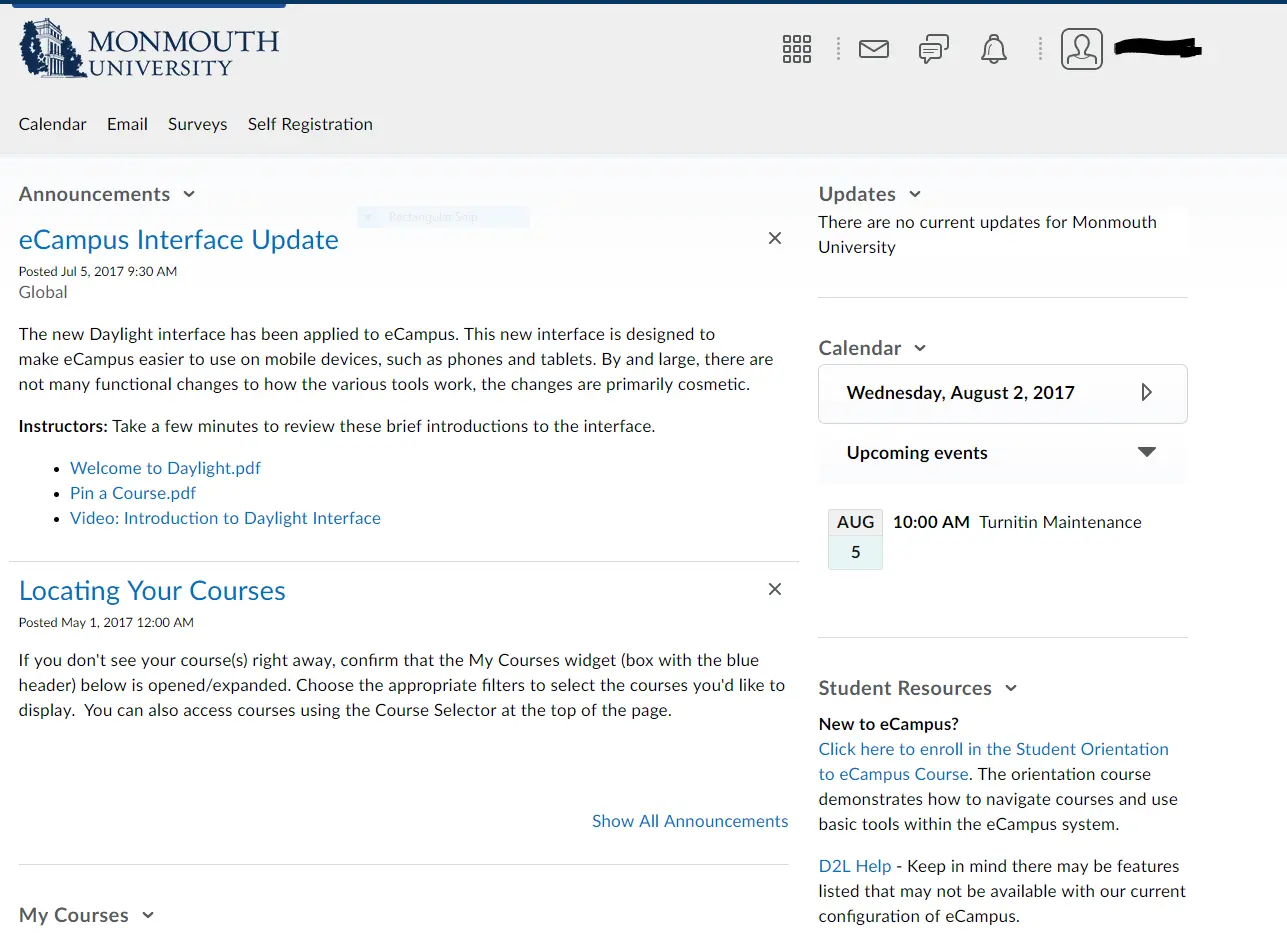 MONMOUTH
UNIVERSITY
Calendar Email Surveys Self Registration
Announcements
Rectangular Snip
eCampus Interface Update
Posted Jul 5, 2017 9:30 AM
Global
The new Daylight interface has been applied to eCampus. This new interface is designed to
make eCampus easier to use on mobile devices, such as phones and tablets. By and large, there are
not many functional changes to how the various tools work, the changes are primarily cosmetic.
Instructors: Take a few minutes to review these brief introductions to the interface.
• Welcome to Daylight.pdf
• Pin a Course.pdf
• Video: Introduction to Daylight Interface
Locating Your Courses
Posted May 1, 2017 12:00 AM
If you don't see your course(s) right away, confirm that the My Courses widget (box with the blue
header) below is opened/expanded. Choose the appropriate filters to select the courses you'd like to
display.  You can also access courses using the Course Selector at the top of the page.
Show All Announcements
My Courses
Updates
There are no current updates for Monmouth
University
Calendar
Wednesday, August 2, 2017
Upcoming events
AUG
5
10:00 AM Turnitin Maintenance
Student Resources
New to eCampus?
Click here to enroll in the Student Orientation
to eCampus Course. The orientation course
demonstrates how to navigate courses and use
basic tools within the eCampus system.
D2L Help - Keep in mind there may be features
listed that may not be available with our current
configuration of eCampus.